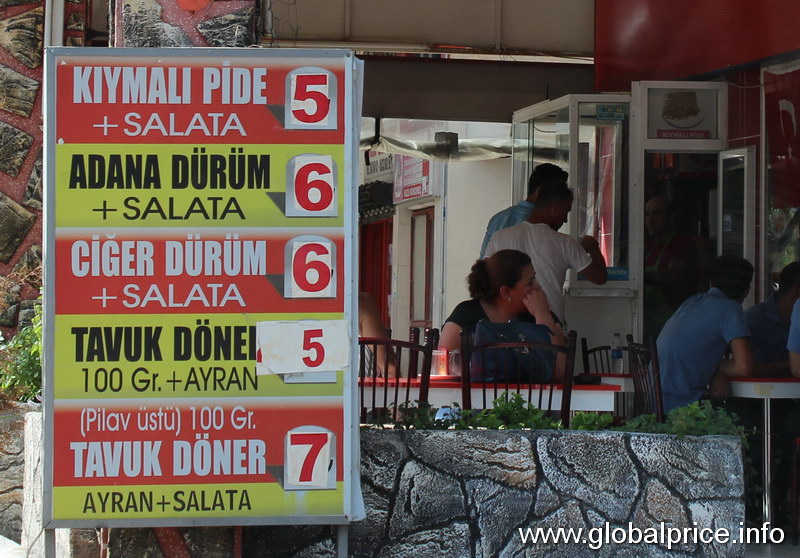 KIYMALI PİDE 5
+SALATA
ADANA DÜRÜM 6
+SALATA
CİĞER DÜRÜM 6
+SALATA
TAVUK DÖNE 5
100 Gr.+AYRAN
(Pilav üstü) 100 Gr.
TAVUK DÖNER 7
AYRAN+SALATA
KIYMALI PİDE
www.globalprice.info